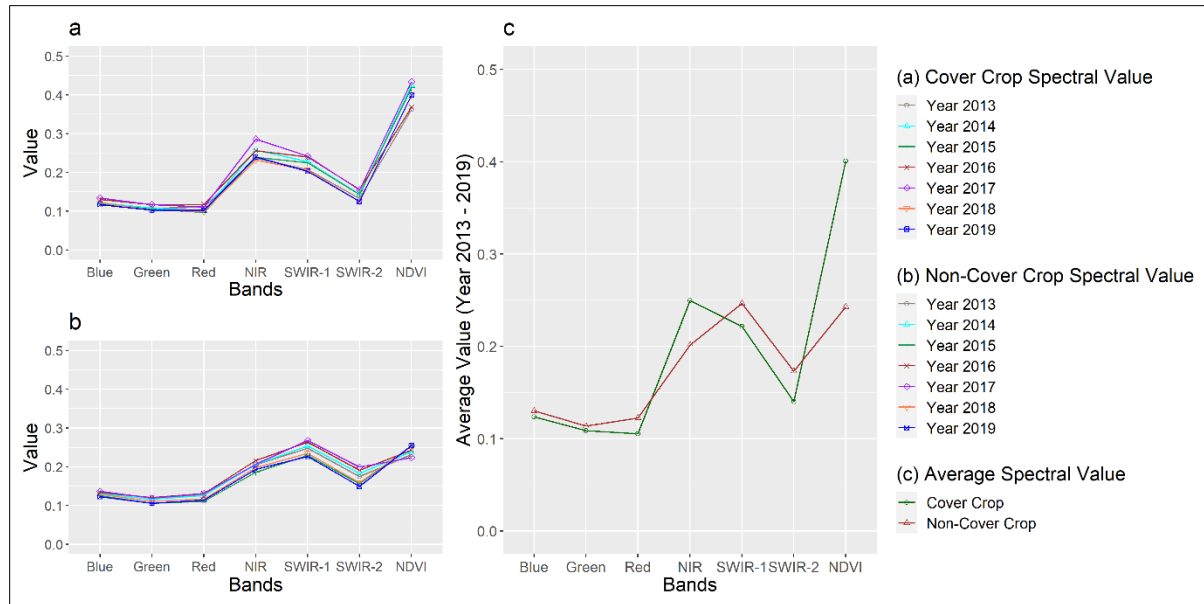 a
0.5
0.4
0.3
0.2
0.1
0.0
Value
Blue Green Red NIR SWIR-1 SWIR-2 NDVI
Bands
b
0.5
0.4
0.3
0.2
0.1
0.0
Value
Blue Green Red NIR SWIR-1 SWIR-2 NDVI
Bands
c
0.5
0.4
0.3
0.2
0.1
0.0
Average Value (Year 2013 - 2019)
Blue Green Red NIR SWIR-1 SWIR-2 NDVI
Bands
(a) Cover Crop Spectral Value
Year 2013
Year 2014
Year 2015
Year 2016
Year 2017
Year 2018
Year 2019
(b) Non-Cover Crop Spectral Value
Year 2013
Year 2014
Year 2015
Year 2016
Year 2017
Year 2018
Year 2019
(c) Average Spectral Value
Cover Crop
Non-Cover Crop